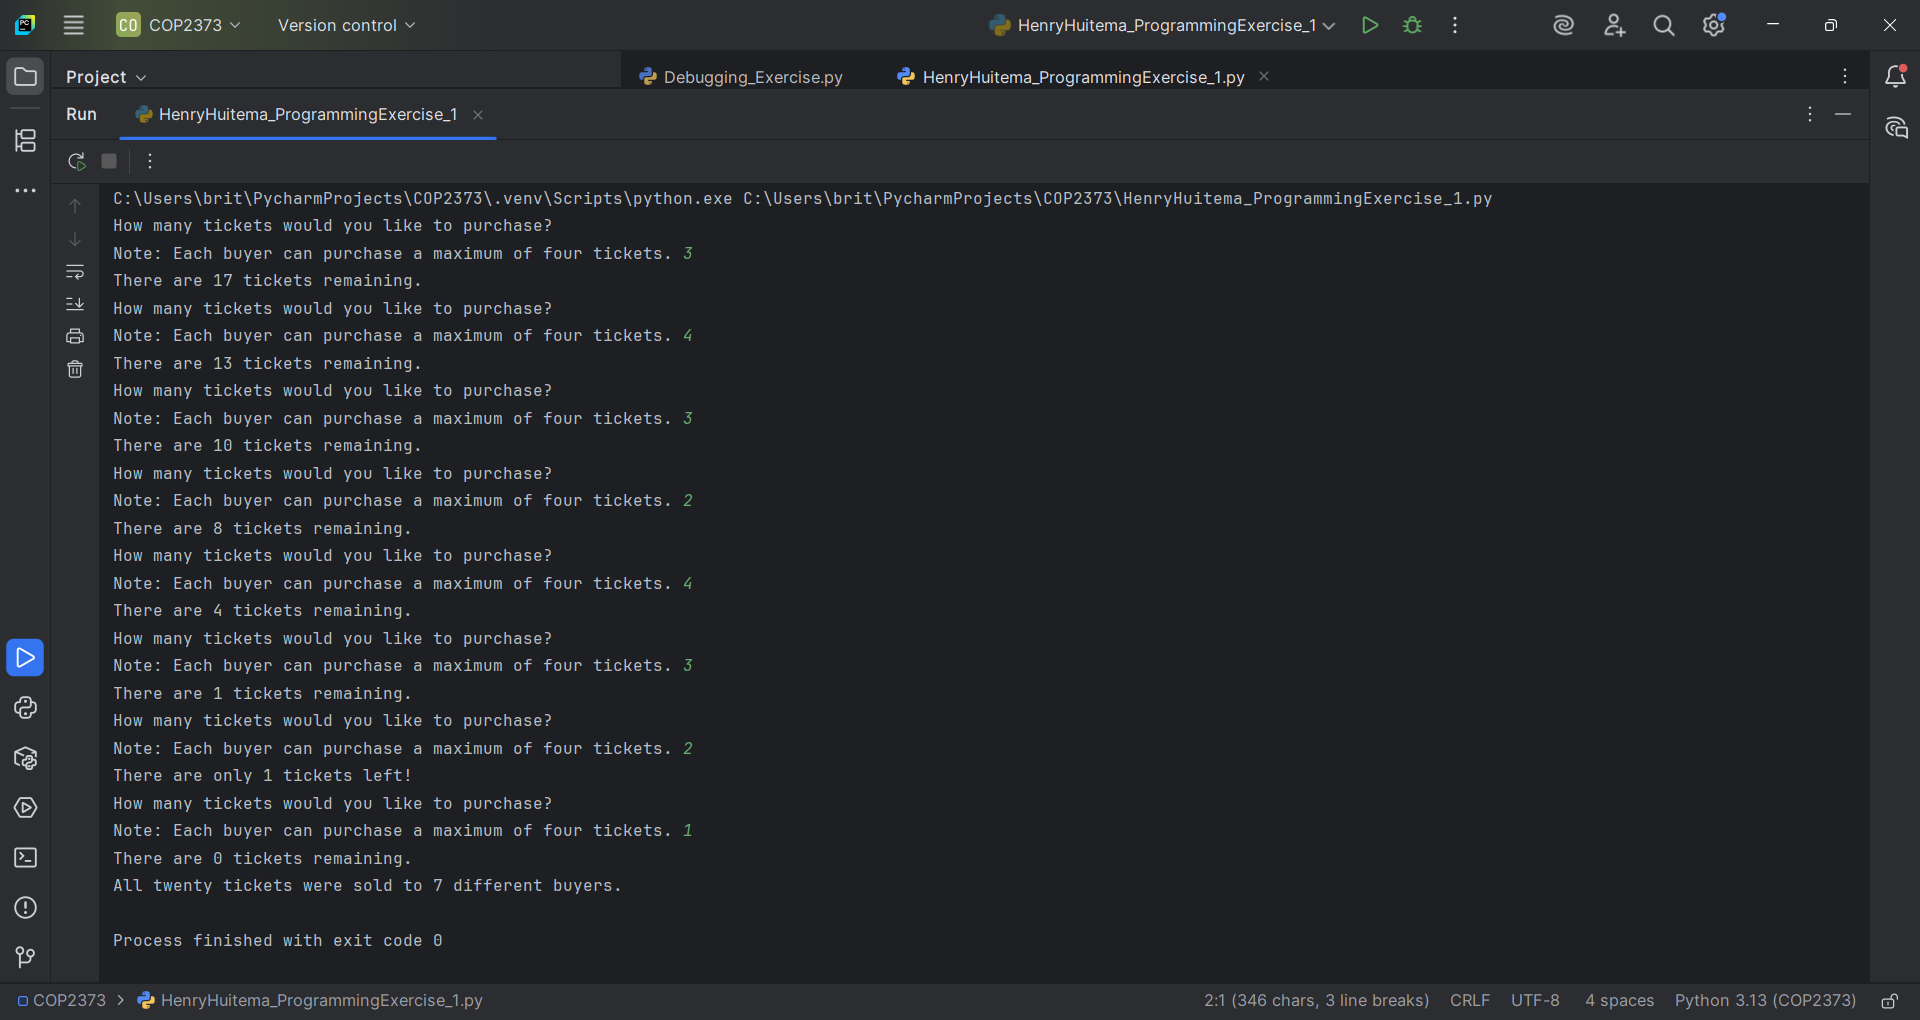 CO COP2373 Version control HenryHuitema_ProgrammingExercise_1
Project Debugging_Exercise.py HenryHuitema_ProgrammingExercise_1.py
Run HenryHuitema_ProgrammingExercise_1
C:\Users\brit\PycharmProjects\COP2373\.venv\Scripts\python.exe C:\Users\brit\PycharmProjects\COP2373\HenryHuitema_ProgrammingExercise_1.py
How many tickets would you like to purchase?
Note: Each buyer can purchase a maximum of four tickets. 3
There are 17 tickets remaining.
How many tickets would you like to purchase?
Note: Each buyer can purchase a maximum of four tickets. 4
There are 13 tickets remaining.
How many tickets would you like to purchase?
Note: Each buyer can purchase a maximum of four tickets. 3
There are 10 tickets remaining.
How many tickets would you like to purchase?
Note: Each buyer can purchase a maximum of four tickets. 2
There are 8 tickets remaining.
How many tickets would you like to purchase?
Note: Each buyer can purchase a maximum of four tickets. 4
There are 4 tickets remaining.
How many tickets would you like to purchase?
Note: Each buyer can purchase a maximum of four tickets. 3
There are 1 tickets remaining.
How many tickets would you like to purchase?
Note: Each buyer can purchase a maximum of four tickets. 2
There are only 1 tickets left!
How many tickets would you like to purchase?
Note: Each buyer can purchase a maximum of four tickets. 1
There are 0 tickets remaining.
All twenty tickets were sold to 7 different buyers.
Process finished with exit code 0
COP2373 > HenryHuitema_ProgrammingExercise_1.py 2:1 (346 chars, 3 line breaks) CRLF UTF-8 4 spaces Python 3.13 (COP2373)